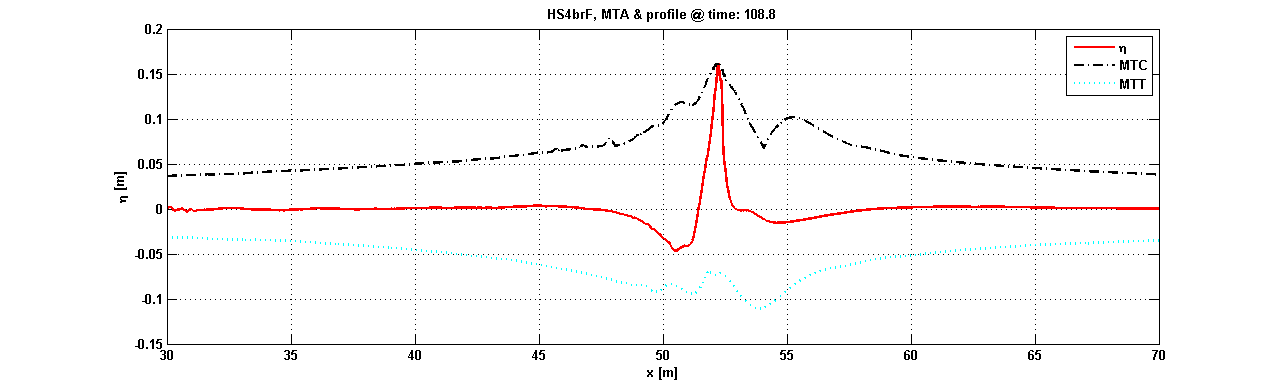 HS4brF, MTA & profile @ time: 108.8
0.2
0.15
0.1
0.05
0
-0.05
-0.1
-0.15
η [m]
η
MTC
MTT
30 35 40 45 50 55 60 65 70
x [m]